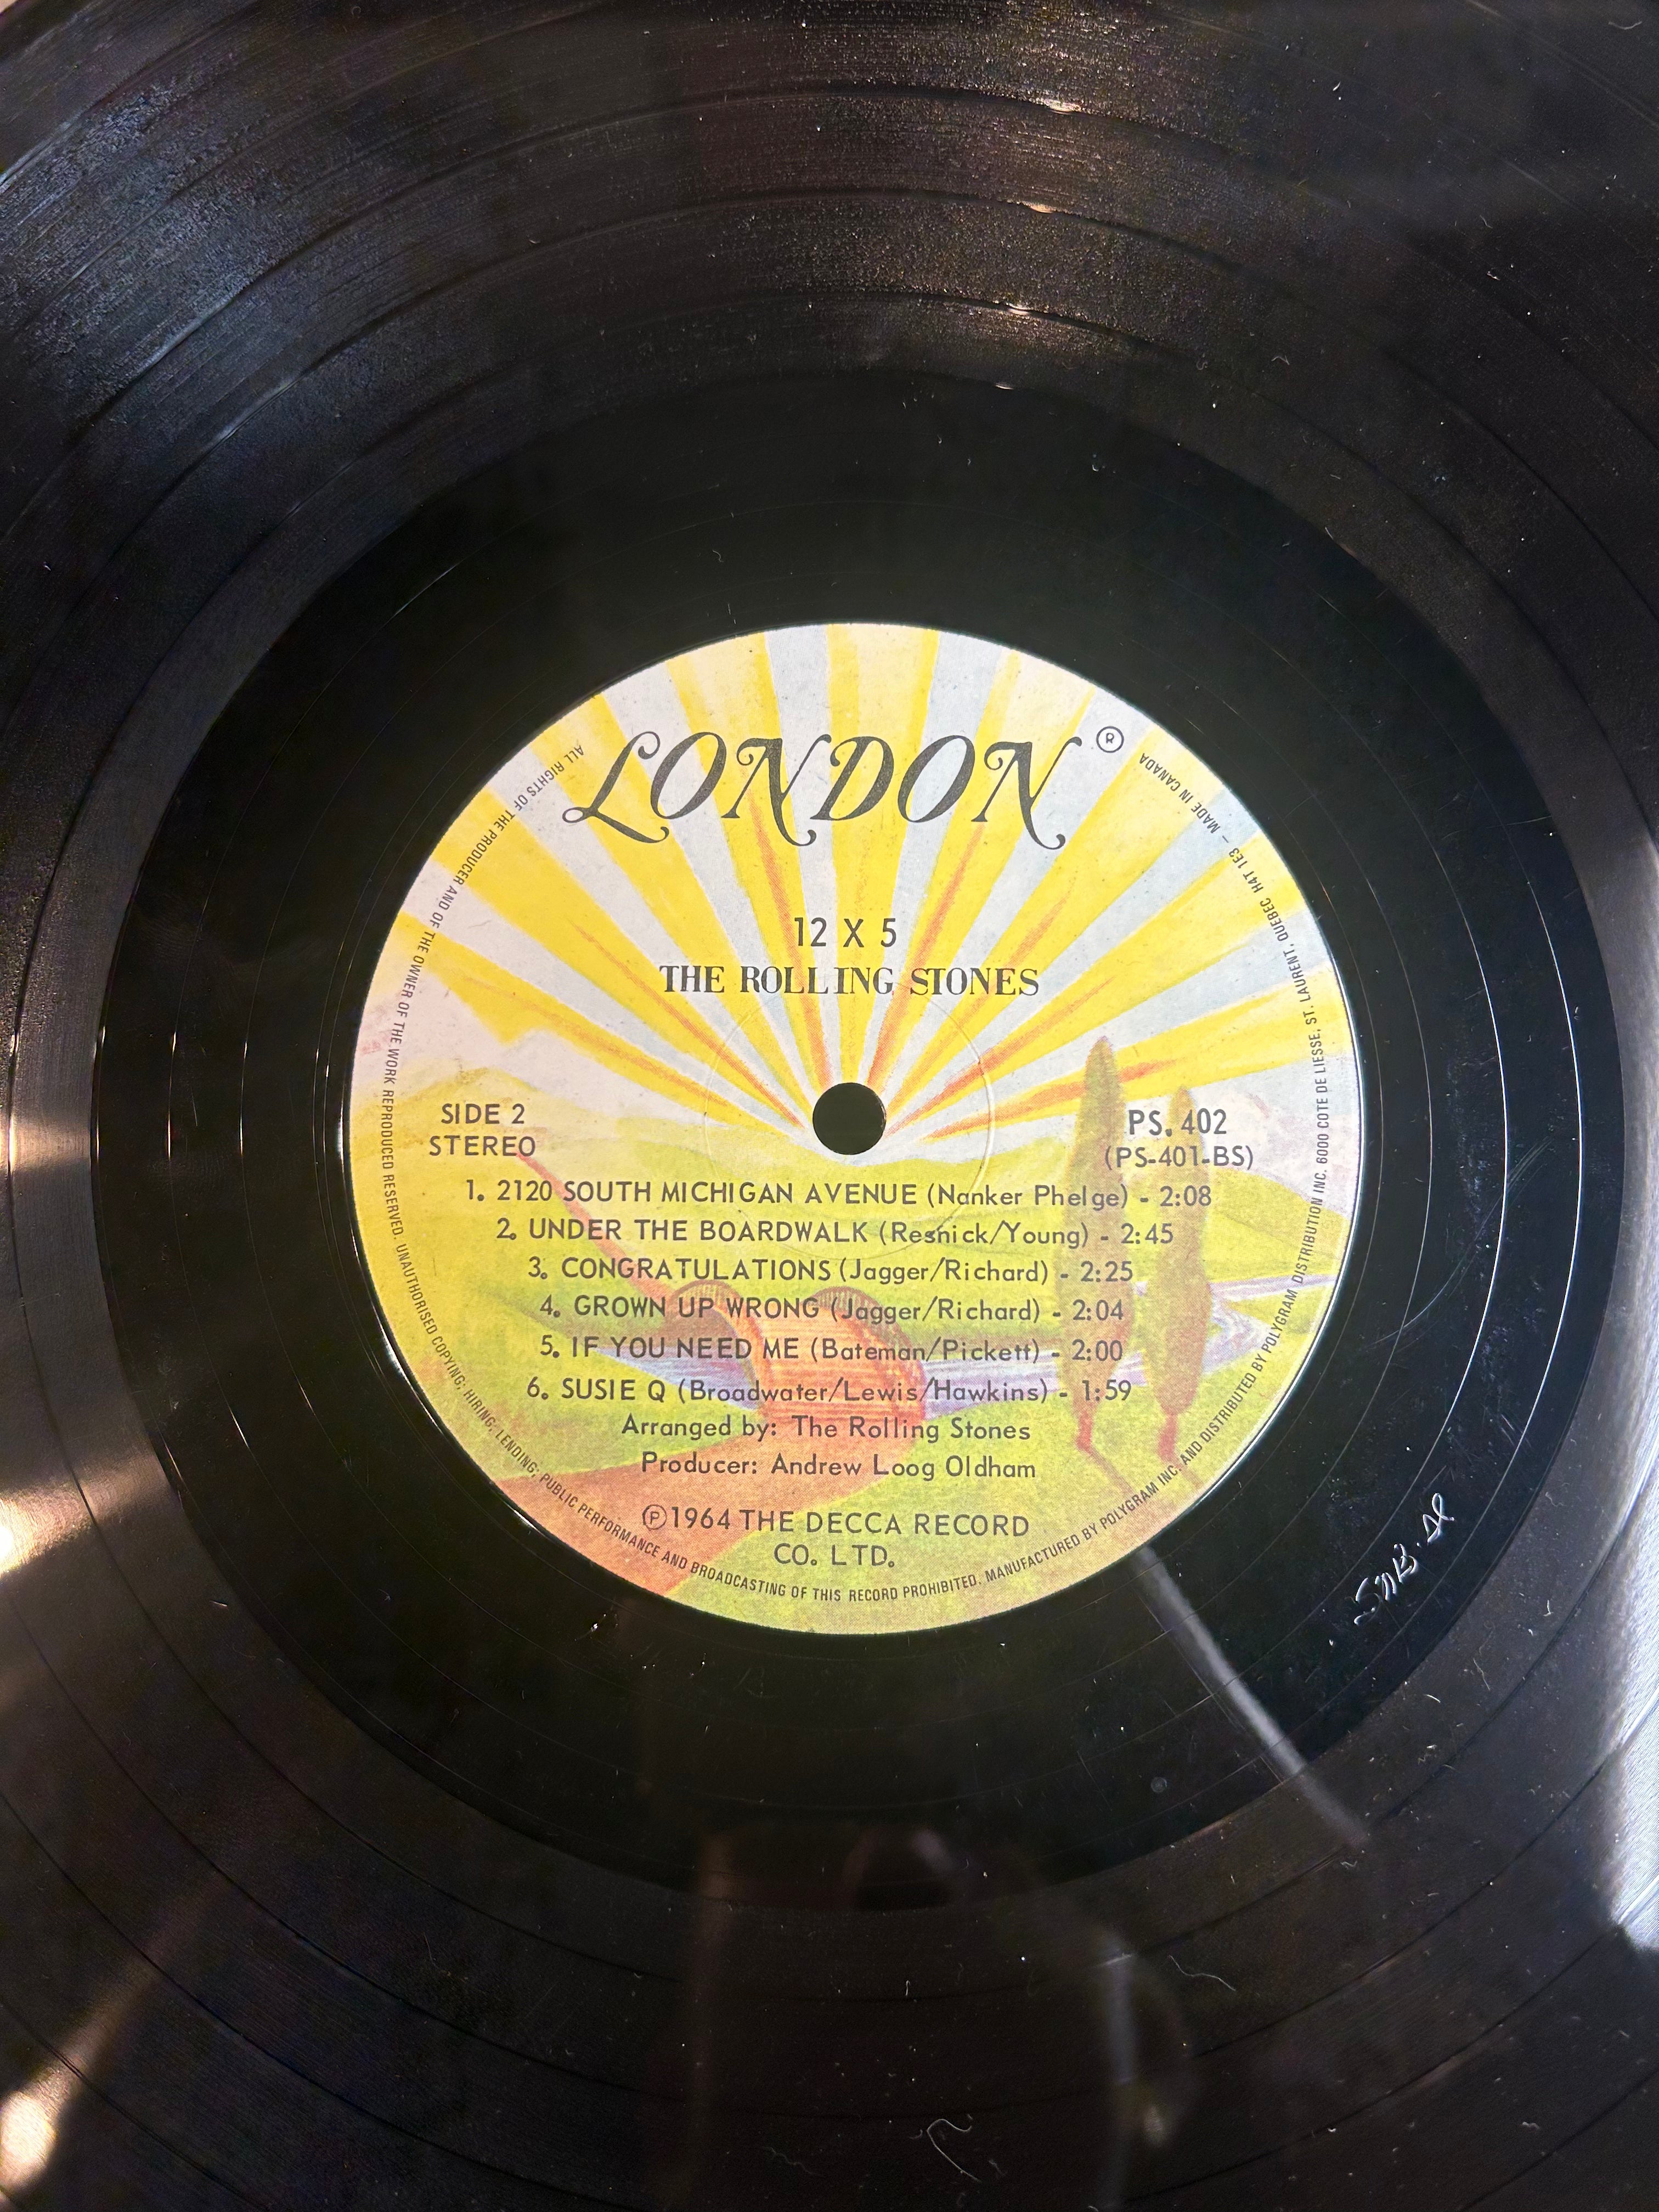 LONDON®
12 X 5
THE ROLLING STONES
SIDE 2
STEREO
PS. 402
(PS-401-BS)
1. 2120 SOUTH MICHIGAN AVENUE (Nanker Phelge) - 2:08
2. UNDER THE BOARDWALK (Resnick/Young) - 2:45
3. CONGRATULATIONS (Jagger/Richard) - 2:25
4. GROWN UP WRONG (Jagger/Richard) - 2:04
5. IF YOU NEED ME (Bateman/Pickett) - 2:00
6. SUSIE Q (Broadwater/Lewis/Hawkins) - 1:59
Arranged by: The Rolling Stones
Producer: Andrew Loog Oldham
Ⓟ1964 THE DECCA RECORD
CO. LTD.
ALL RIGHTS OF THE PRODUCER AND OF THE OWNER OF THE WORK REPRODUCED RESERVED. UNAUTHORISED COPYING; HIRING; LENDING; PUBLIC PERFORMANCE AND BROADCASTING OF THIS RECORD PROHIBITED. MANUFACTURED BY POLYGRAM INC. AND DISTRIBUTED BY POLYGRAM DISTRIBUTION INC. 6000 COTE DE LIESSE, ST. LAURENT, QUEBEC H4T 1E3 – MADE IN CANADA